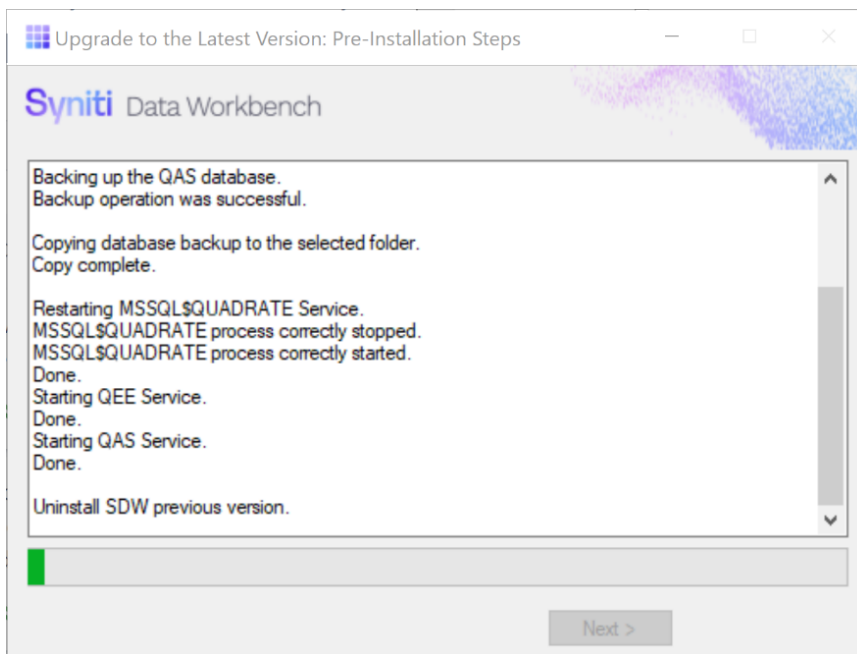 Upgrade to the Latest Version: Pre-Installation Steps
Syniti Data Workbench
Backing up the QAS database.
Backup operation was successful.
Copying database backup to the selected folder.
Copy complete.
Restarting MSSQL$QUADRATE Service.
MSSQL$QUADRATE process correctly stopped.
MSSQL$QUADRATE process correctly started.
Done.
Starting QEE Service.
Done.
Starting QAS Service.
Done.
Uninstall SDW previous version.
Next >